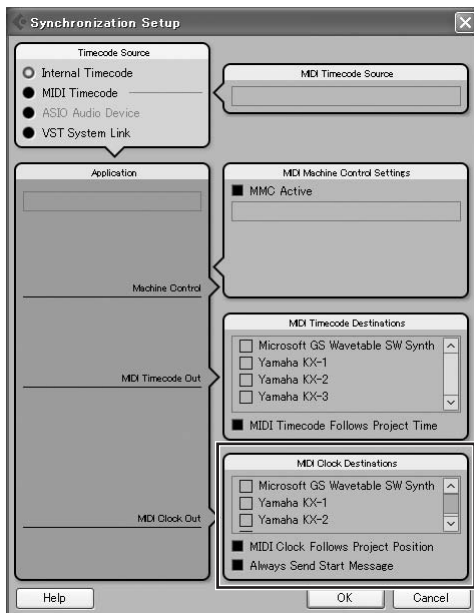 Synchronization Setup
Timecode Source
Internal Timecode
MIDI Timecode
ASIO Audio Device
VST System Link
MIDI Timecode Source
Application
Machine Control
MIDI Timecode Out
MIDI Clock Out
MIDI Machine Control Settings
MMC Active
MIDI Timecode Destinations
Microsoft GS Wavetable SW Synth
Yamaha KX-1
Yamaha KX-2
Yamaha KX-3
MIDI Timecode Follows Project Time
MIDI Clock Destinations
Microsoft GS Wavetable SW Synth
Yamaha KX-1
Yamaha KX-2
MIDI Clock Follows Project Position
Always Send Start Message
Help
OK
Cancel